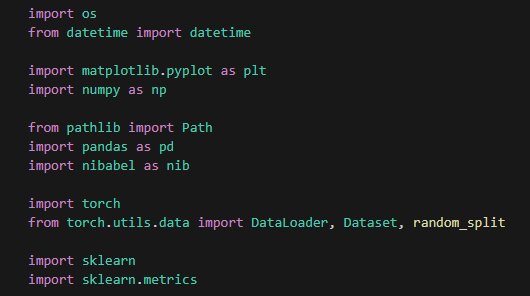 import os
from datetime import datetime
import matplotlib.pyplot as plt
import numpy as np
from pathlib import Path
import pandas as pd
import nibabel as nib
import torch
from torch.utils.data import DataLoader, Dataset, random_split
import sklearn
import sklearn.metrics